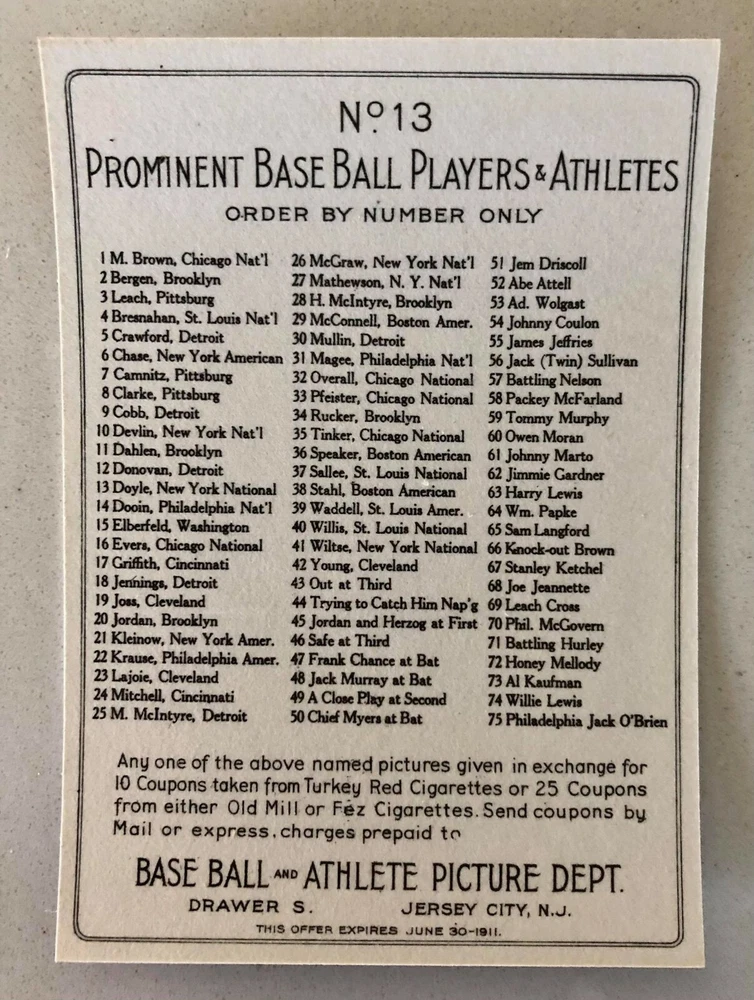 Nº 13
PROMINENT BASE BALL PLAYERS & ATHLETES
ORDER BY NUMBER ONLY
1 M. Brown, Chicago Nat'l
2 Bergen, Brooklyn
3 Leach, Pittsburg
4 Bresnahan, St. Louis Nat'l
5 Crawford, Detroit
6 Chase, New York American
7 Camnitz, Pittsburg
8 Clarke, Pittsburg
9 Cobb, Detroit
10 Devlin, New York Nat'l
11 Dahlen, Brooklyn
12 Donovan, Detroit
13 Doyle, New York National
14 Dooin, Philadelphia Nat'l
15 Elberfeld, Washington
16 Evers, Chicago National
17 Griffith, Cincinnati
18 Jennings, Detroit
19 Joss, Cleveland
20 Jordan, Brooklyn
21 Kleinow, New York Amer.
22 Krause, Philadelphia Amer.
23 Lajoie, Cleveland
24 Mitchell, Cincinnati
25 M. McIntyre, Detroit
26 McGraw, New York Nat'l
27 Mathewson, N. Y. Nat'l
28 H. McIntyre, Brooklyn
29 McConnell, Boston Amer.
30 Mullin, Detroit
31 Magee, Philadelphia Nat'l
32 Overall, Chicago National
33 Pfeister, Chicago National
34 Rucker, Brooklyn
35 Tinker, Chicago National
36 Speaker, Boston American
37 Sallee, St. Louis National
38 Stahl, Boston American
39 Waddell, St. Louis Amer.
40 Willis, St. Louis National
41 Wiltse, New York National
42 Young, Cleveland
43 Out at Third
44 Trying to Catch Him Nap'g
45 Jordan and Herzog at First
46 Safe at Third
47 Frank Chance at Bat
48 Jack Murray at Bat
49 A Close Play at Second
50 Chief Myers at Bat
51 Jem Driscoll
52 Abe Attell
53 Ad. Wolgast
54 Johnny Coulon
55 James Jeffries
56 Jack (Twin) Sullivan
57 Battling Nelson
58 Packey McFarland
59 Tommy Murphy
60 Owen Moran
61 Johnny Marto
62 Jimmie Gardner
63 Harry Lewis
64 Wm. Papke
65 Sam Langford
66 Knock-out Brown
67 Stanley Ketchel
68 Joe Jeannette
69 Leach Cross
70 Phil. McGovern
71 Battling Hurley
72 Honey Mellody
73 Al Kaufman
74 Willie Lewis
75 Philadelphia Jack O'Brien
Any one of the above named pictures given in exchange for
10 Coupons taken from Turkey Red Cigarettes or 25 Coupons
from either Old Mill or Fez Cigarettes. Send coupons by
Mail or express, charges prepaid to
BASE BALL AND ATHLETE PICTURE DEPT.
DRAWER S. JERSEY CITY, N.J.
THIS OFFER EXPIRES JUNE 30-1911.